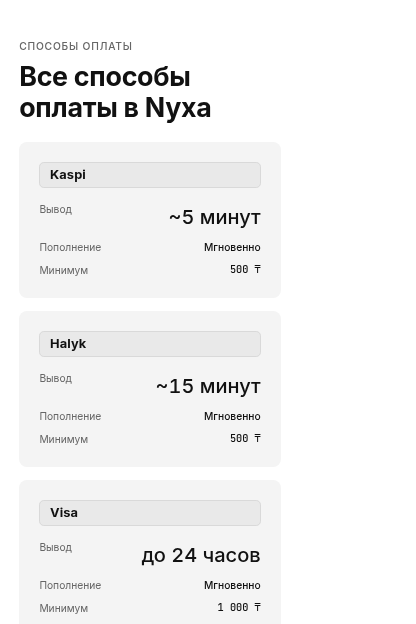 СПОСОБЫ ОПЛАТЫ
Все способы
оплаты в Nyxa
Kaspi
Вывод ~5 минут
Пополнение Мгновенно
Минимум 500 ₸
Halyk
Вывод ~15 минут
Пополнение Мгновенно
Минимум 500 ₸
Visa
Вывод до 24 часов
Пополнение Мгновенно
Минимум 1 000 ₸